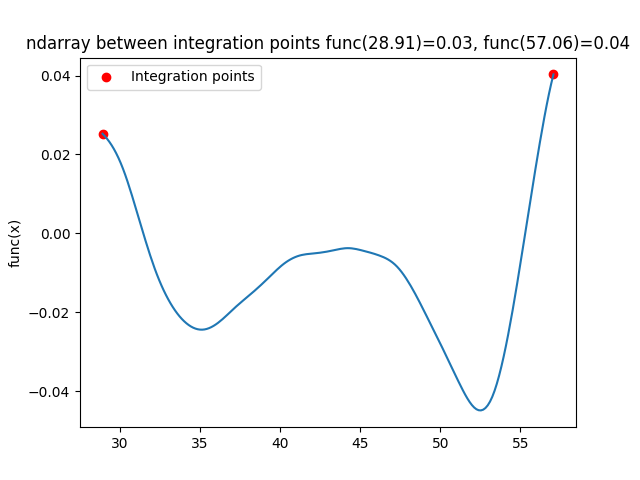 ndarray between integration points func(28.91)=0.03, func(57.06)=0.04
Integration points
func(x)
0.04
0.02
0.00
−0.02
−0.04
30 35 40 45 50 55